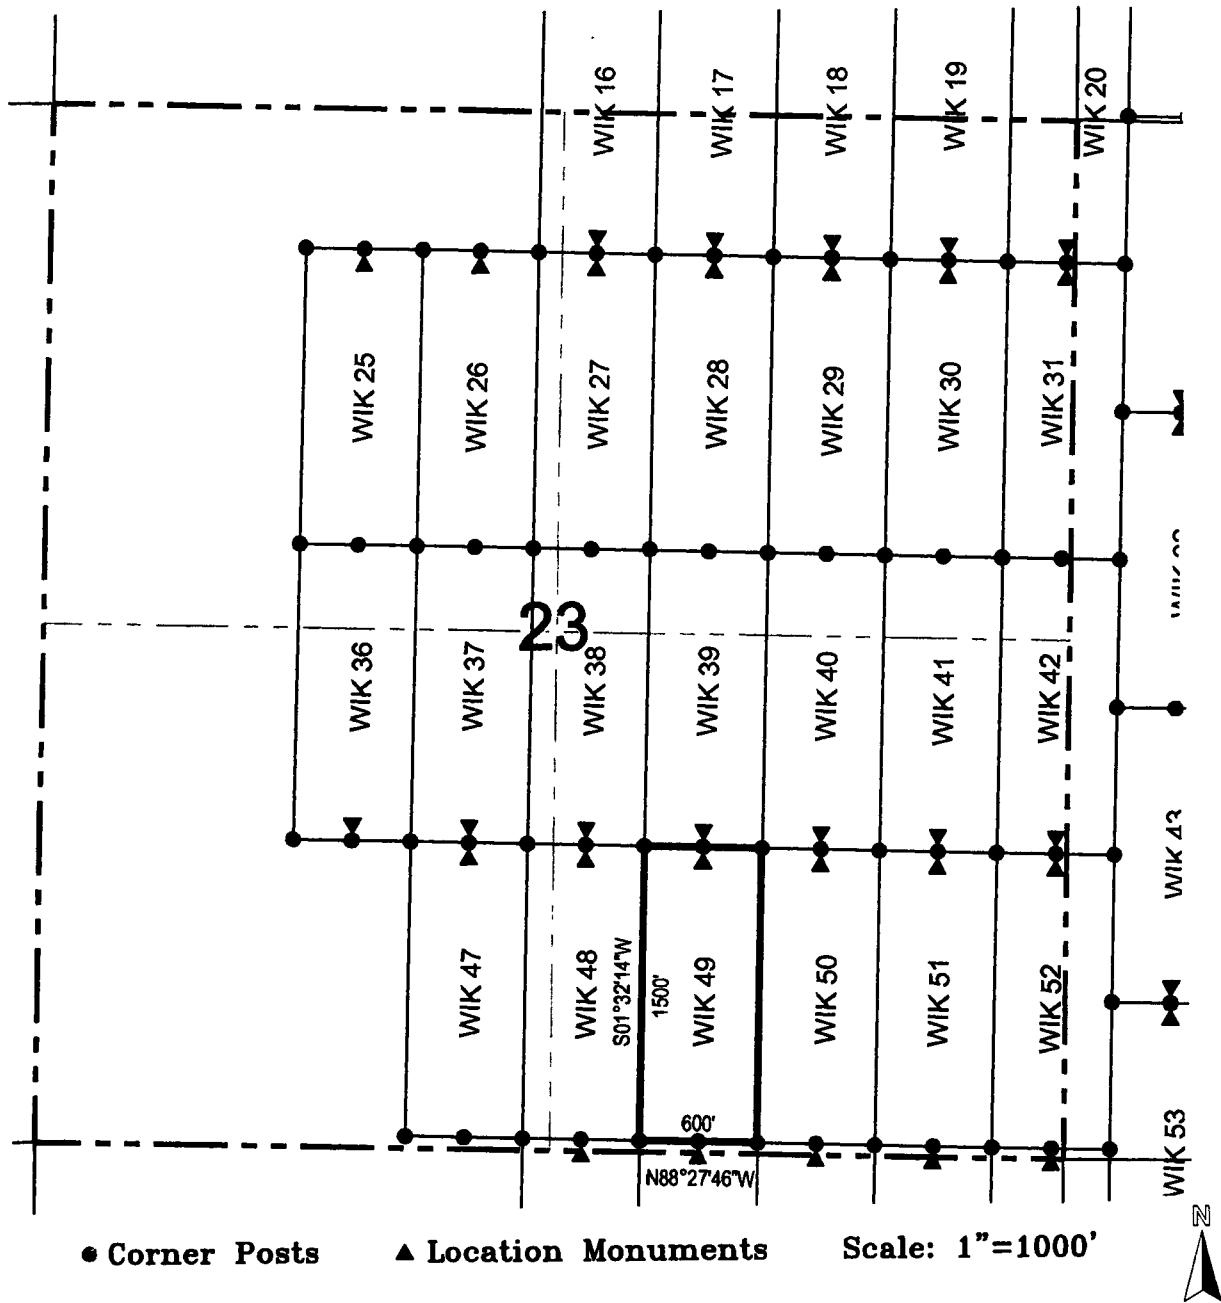 WIK 16
WIK 17
WIK 18
WIK 19
WIK 20
WIK 25
WIK 26
WIK 27
WIK 28
WIK 29
WIK 30
WIK 31
23
WIK 36
WIK 37
WIK 38
WIK 39
WIK 40
WIK 41
WIK 42
WIK 43
WIK 47
WIK 48
S01°32'14"W
1500'
WIK 49
WIK 50
WIK 51
WIK 52
WIK 53
600'
N88°27'46"W
Corner Posts
Location Monuments
Scale: 1"=1000'
N